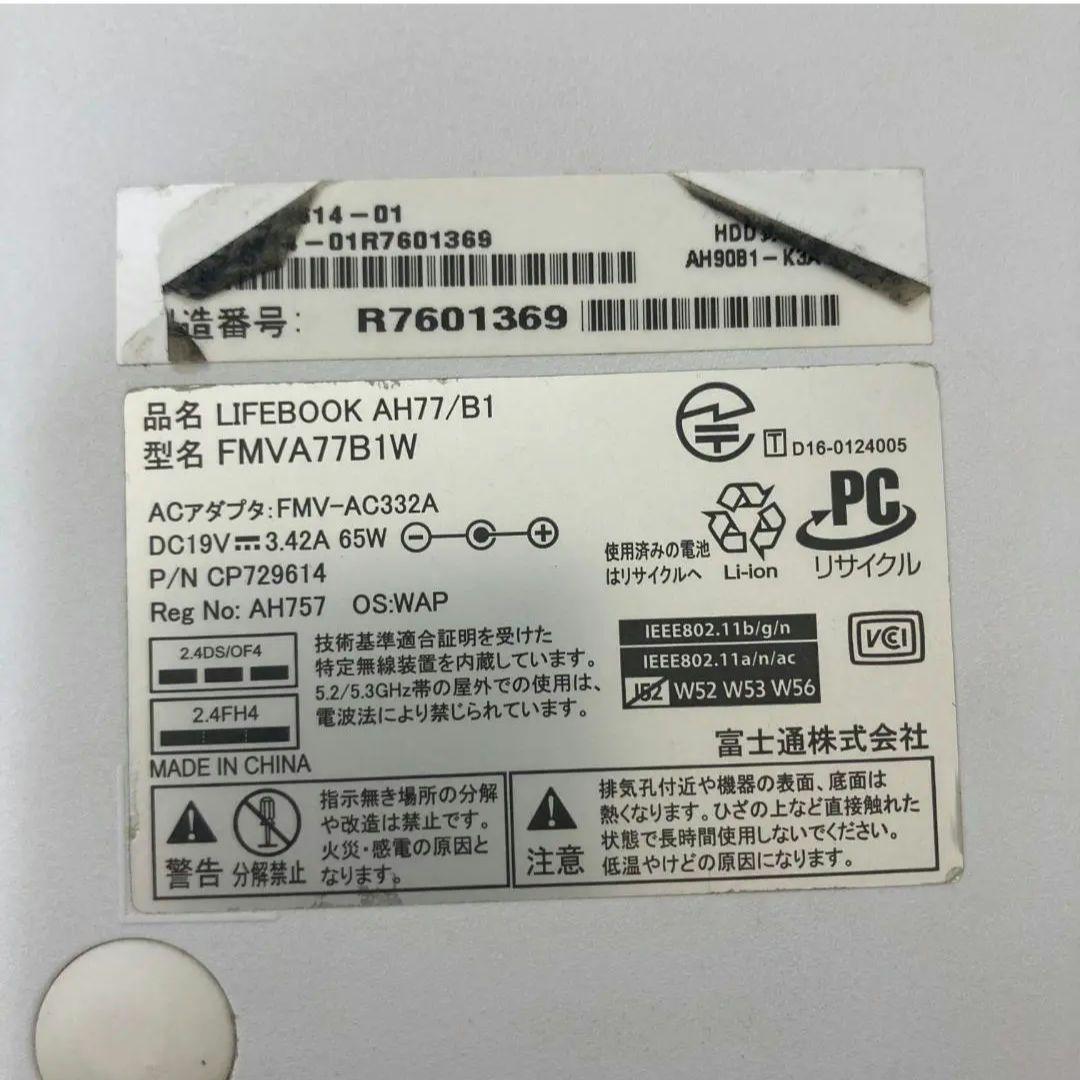 614-01
-01R7601369
HDD
AH90B1-K3A
造番号: R7601369
品名 LIFEBOOK AH77/B1
型名 FMVA77B1W
T D16-0124005
ACアダプタ:FMV-AC332A
DC19V 3.42A 65W
P/N CP729614
Reg No: AH757 OS:WAP
使用済みの電池
はリサイクルへ
Li-ion
PC
リサイクル
2.4DS/OF4
2.4FH4
技術基準適合証明を受けた
特定無線装置を内蔵しています。
5.2/5.3GHz帯の屋外での使用は、
電波法により禁じられています。
IEEE802.11b/g/n
IEEE802.11a/n/ac
J52 W52 W53 W56
VCCI
富士通株式会社
MADE IN CHINA
警告
分解禁止
指示無き場所の分解
や改造は禁止です。
火災・感電の原因と
なります。
注意
排気孔付近や機器の表面、底面は
熱くなります。ひざの上など直接触れた
状態で長時間使用しないでください。
低温やけどの原因になります。